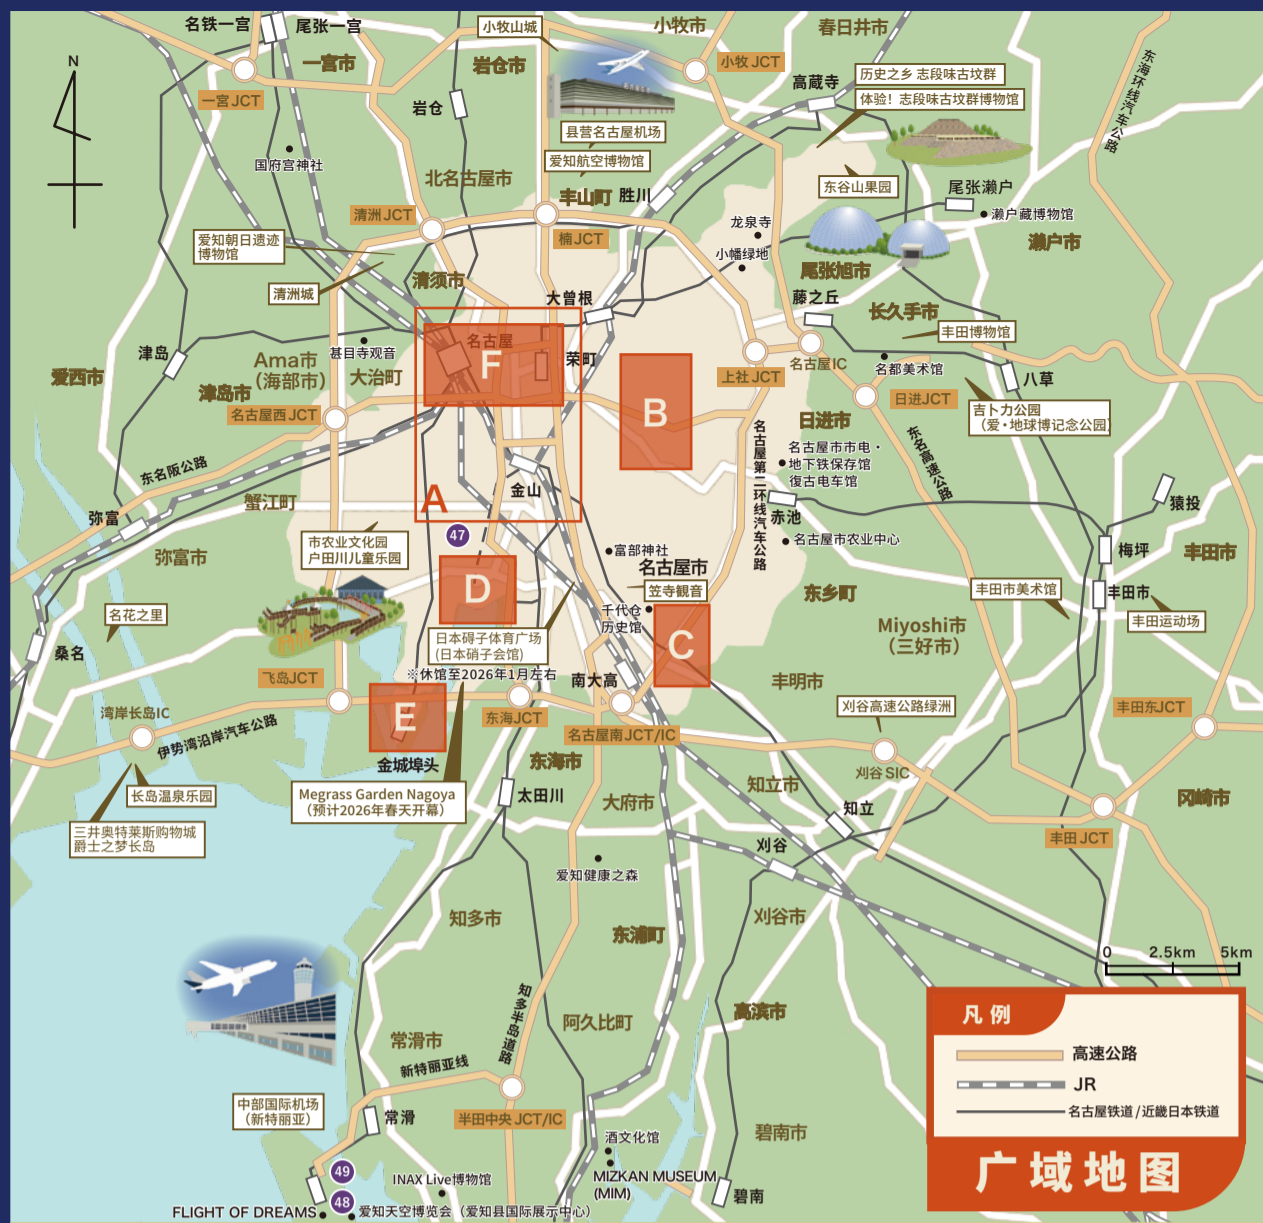 名铁一宫
尾张一宫
小牧山城
小牧市
春日井市
一宫市
岩仓市
小牧 JCT
一宮 JCT
岩仓
高蔵寺
历史之乡 志段味古坟群
体验！志段味古坟群博物馆
东海环线汽车公路
N
县营名古屋机场
国府宫神社
爱知航空博物馆
北名古屋市
丰山町
胜川
东谷山果园
尾张濑户
濑户藏博物馆
清洲 JCT
楠JCT
龙泉寺
小幡绿地
濑户市
爱知朝日遗迹
博物馆
清须市
尾张旭市
清洲城
大曾根
藤之丘
长久手市
丰田博物馆
津岛
甚目寺观音
名古屋
荣町
F
爱西市
Ama市
（海部市）
大治町
津岛市
名古屋西 JCT
上社 JCT
名古屋IC
名都美术馆
八草
日进JCT
吉卜力公园
（爱・地球博记念公园）
B
日进市
名古屋第二环线汽车公路
名古屋市市电・
地下铁保存馆
復古电车馆
东名高速公路
东名阪公路
A
金山
弥富
蟹江町
赤池
猿投
47
市农业文化园
户田川儿童乐园
弥富市
富部神社
名古屋市
名古屋市农业中心
梅坪
丰田市
D
笠寺観音
东乡町
丰田市美术馆
丰田市
丰田运动场
名花之里
千代仓
历史馆
日本碍子体育广场
(日本硝子会馆)
※休馆至2026年1月左右
C
Miyoshi市
（三好市）
桑名
飞岛JCT
南大高
丰明市
湾岸长岛IC
伊势湾沿岸汽车公路
E
东海JCT
名古屋南 JCT/IC
刈谷高速公路绿洲
丰田东JCT
金城埠头
东海市
刈谷 SIC
长岛温泉乐园
Megrass Garden Nagoya
（预计2026年春天开幕）
太田川
大府市
知立市
知立
冈崎市
三井奥特莱斯购物城
爵士之梦长岛
刈谷
丰田 JCT
爱知健康之森
知多市
东浦町
刈谷市
0 2.5km 5km
知多半岛道路
高滨市
阿久比町
常滑市
新特丽亚线
凡例
高速公路
JR
名古屋铁道/近畿日本铁道
广域地图
中部国际机场
（新特丽亚）
常滑
半田中央 JCT/IC
碧南市
酒文化馆
49
INAX Live博物馆
MIZKAN MUSEUM
(MIM)
碧南
48
FLIGHT OF DREAMS
爱知天空博览会（爱知县国际展示中心）